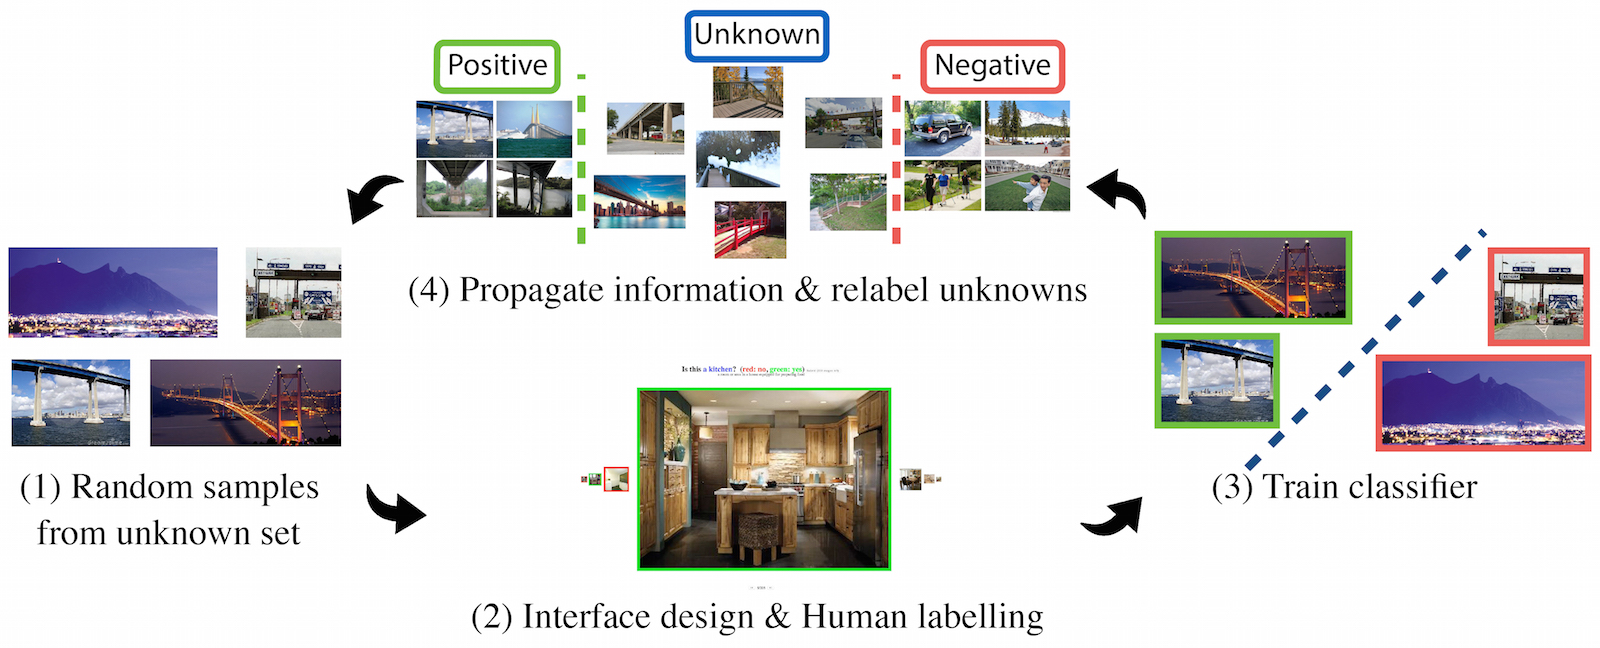 Unknown
Positive
Negative
(4) Propagate information & relabel unknowns
(1) Random samples
from unknown set
Is this a kitchen? (red: no, green: yes)
(3) Train classifier
(2) Interface design & Human labelling